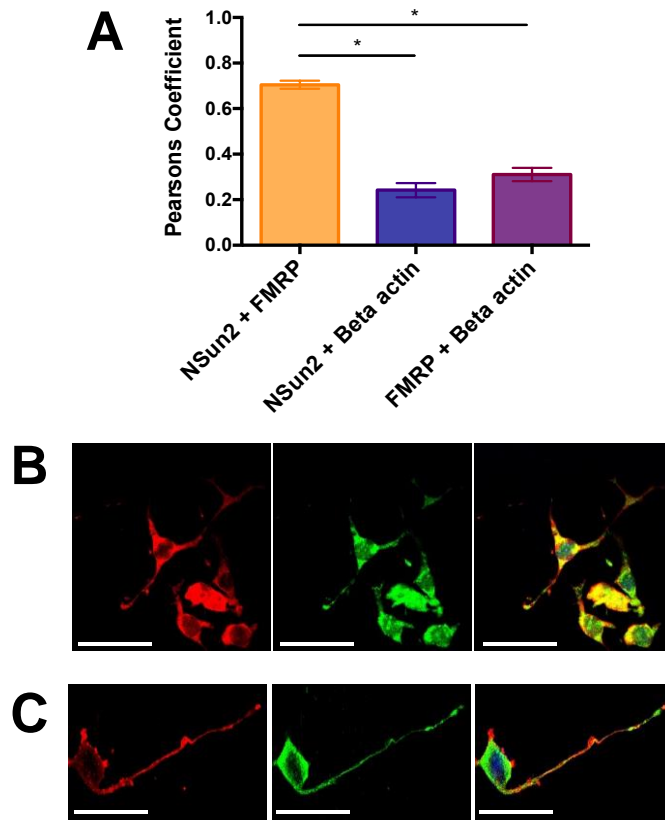 A
*
*
Pearsons Coefficient
1.0
0.8
0.6
0.4
0.2
0.0
NSun2 + FMRP
NSun2 + Beta actin
FMRP + Beta actin
B
C